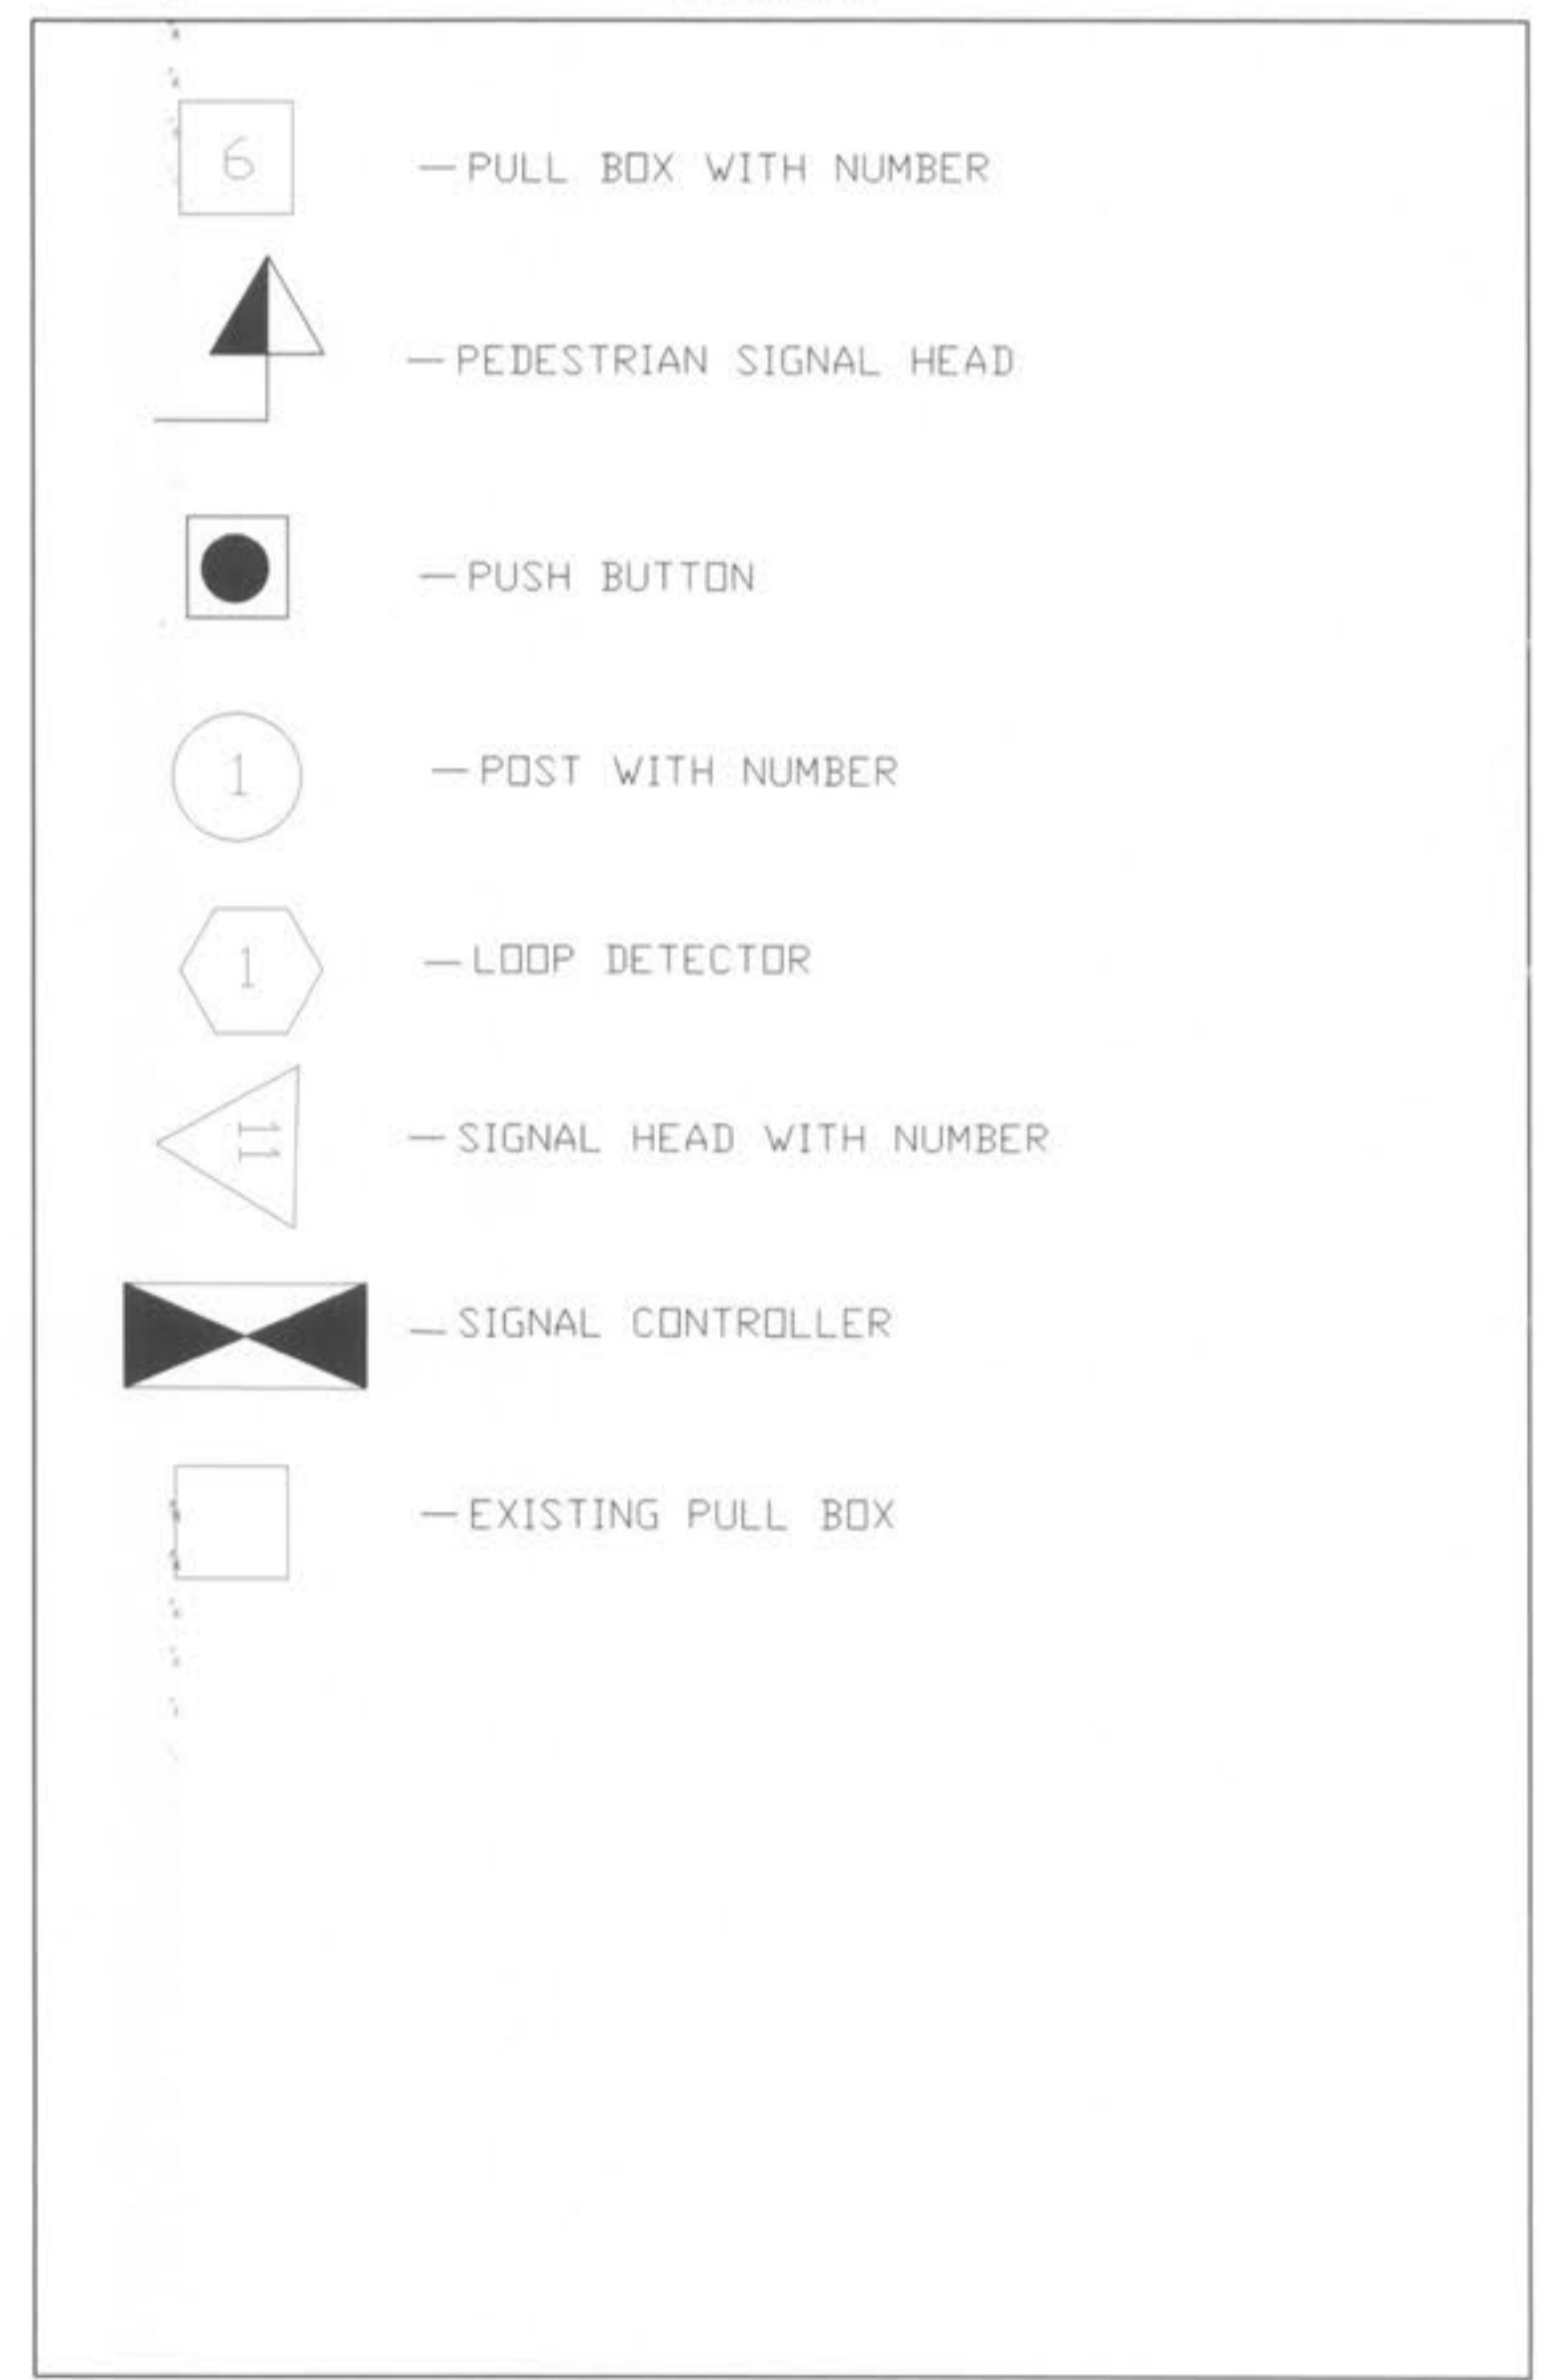 6 —PULL BOX WITH NUMBER
—PEDESTRIAN SIGNAL HEAD
—PUSH BUTTON
1 —POST WITH NUMBER
1 —LOOP DETECTOR
11 —SIGNAL HEAD WITH NUMBER
—SIGNAL CONTROLLER
—EXISTING PULL BOX